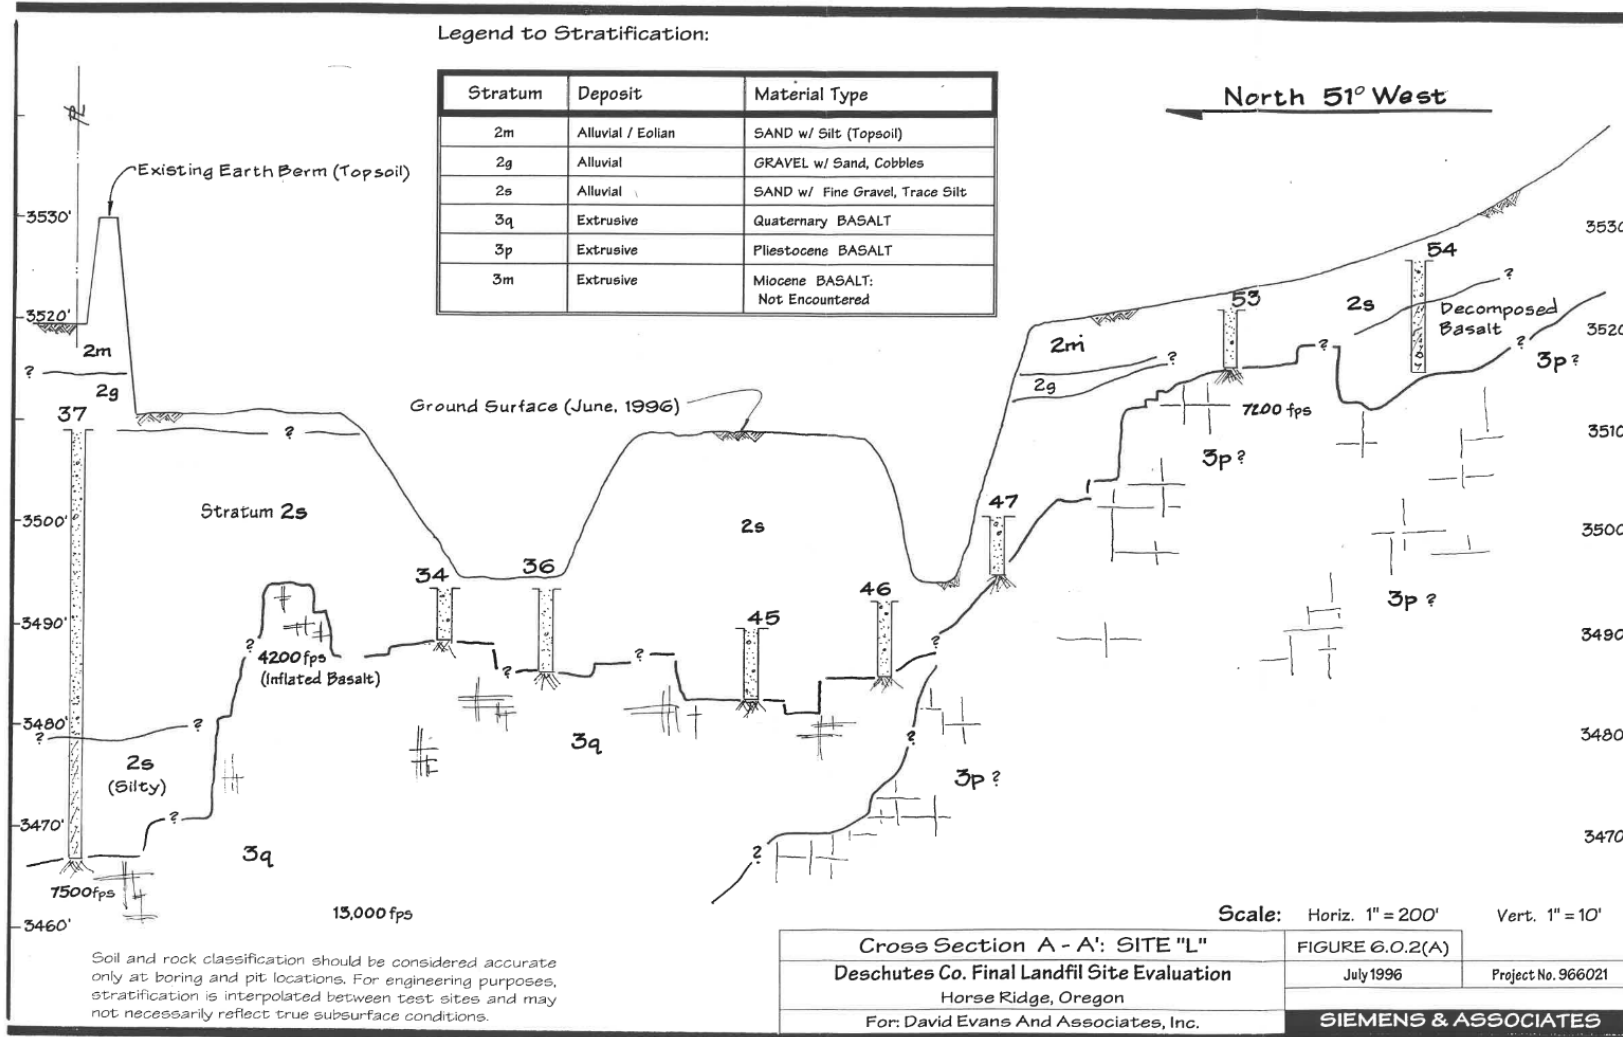 Legend to Stratification:
Stratum Deposit Material Type
2m Alluvial / Eolian SAND w/ Silt (Topsoil)
2g Alluvial GRAVEL w/ Sand, Cobbles
2s Alluvial SAND w/ Fine Gravel, Trace Silt
3q Extrusive Quaternary BASALT
3p Extrusive Pliestocene BASALT
3m Extrusive Miocene BASALT:
Not Encountered
North 51° West
Existing Earth Berm (Topsoil)
3530'
3520'
3500'
3490'
3480'
3470'
3460'
2m
?
2g
37
?
Stratum 2s
Ground Surface (June, 1996)
2s
34
36
45
46
47
53
54
2m
2g
?
2s
?
Decomposed
Basalt
?
?
3p ?
7200 fps
3p ?
3p ?
?
4200 fps
(Inflated Basalt)
?
?
?
?
?
2s
(Silty)
?
3q
3q
?
3p ?
?
7500 fps
13,000 fps
3530
3520
3510
3500
3490
3480
3470
Scale: Horiz. 1" = 200' Vert. 1" = 10'
Soil and rock classification should be considered accurate
only at boring and pit locations. For engineering purposes,
stratification is interpolated between test sites and may
not necessarily reflect true subsurface conditions.
Cross Section A - A': SITE "L"
Deschutes Co. Final Landfil Site Evaluation
Horse Ridge, Oregon
For: David Evans And Associates, Inc.
FIGURE 6.0.2(A)
July 1996 Project No. 966021
SIEMENS & ASSOCIATES